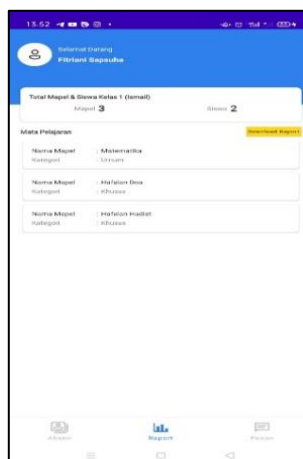 13.52
Selamat Datang
Fitriani Sapsuha
Total Mapel & Siswa Kelas 1 (Ismail)
Mapel 3 Siswa 2
Mata Pelajaran
Download Raport
Nama Mapel : Matematika
Kategori : Umum
Nama Mapel : Hafalan Doa
Kategori : Khusus
Nama Mapel : Hafalan Hadist
Kategori : Khusus
Absen Raport Pesan